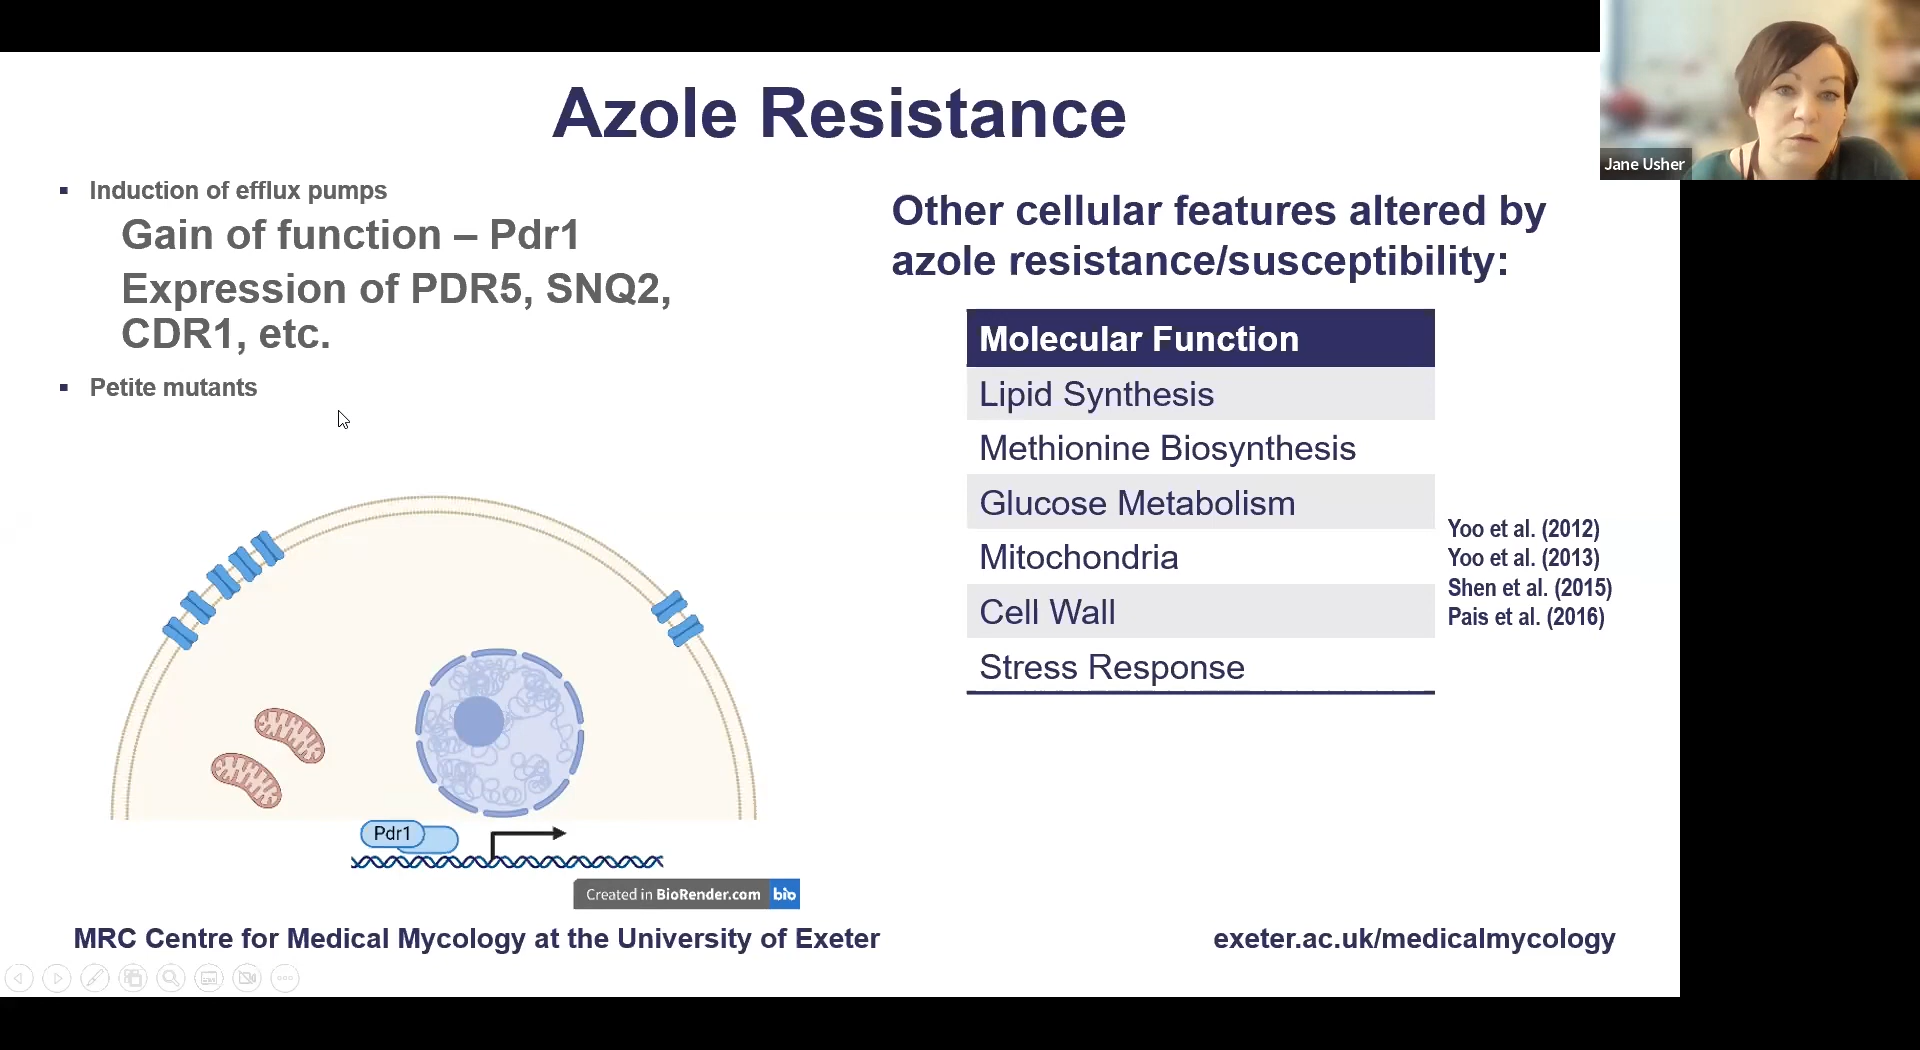 Azole Resistance
Jane Usher
▪ Induction of efflux pumps
Gain of function – Pdr1
Expression of PDR5, SNQ2,
CDR1, etc.
▪ Petite mutants
Other cellular features altered by
azole resistance/susceptibility:
Molecular Function
Lipid Synthesis
Methionine Biosynthesis
Glucose Metabolism
Mitochondria
Cell Wall
Stress Response
Yoo et al. (2012)
Yoo et al. (2013)
Shen et al. (2015)
Pais et al. (2016)
Pdr1
Created in BioRender.com bio
MRC Centre for Medical Mycology at the University of Exeter
exeter.ac.uk/medicalmycology